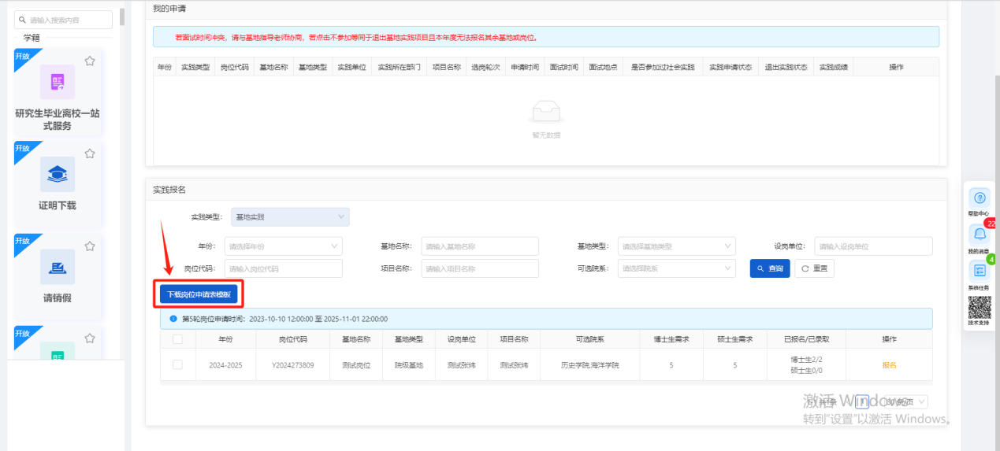 我的申请
请输入搜索内容
学籍
开放
研究生毕业离校一站
式服务
开放
证明下载
开放
请销假
开放
若面试时间冲突，请与基地指导老师协商，若点击不参加等同于退出基地实践项目且本年度无法报名其余基地或岗位。
年份 实践类型 岗位代码 基地名称 基地类型 实践单位 实践所在部门 项目名称 选岗轮次 申请时间 面试时间 面试地点 是否参加过社会实践 实践申请状态 退出实践状态 实践成绩 操作
暂无数据
实践报名
实践类型: 基地实践
年份: 请选择年份 基地名称: 请输入基地名称 基地类型: 请选择基地类型 设岗单位: 请输入设岗单位
岗位代码: 请输入岗位代码 项目名称: 请输入项目名称 可选院系: 请选择院系 查询 重置
下载岗位申请表模板
第5轮岗位申请时间：2023-10-10 12:00:00 至 2025-11-01 22:00:00
年份 岗位代码 基地名称 基地类型 设岗单位 项目名称 可选院系 博士生需求 硕士生需求 已报名/已录取 操作
2024-2025 Y2024273809 测试岗位 院级基地 测试张炜 测试张炜 历史学院,海洋学院 5 5 博士生2/2 报名
硕士生0/0
1
激活 Windows
转到"设置"以激活 Windows。
帮助中心
22
我的消息
4
系统任务
技术支持